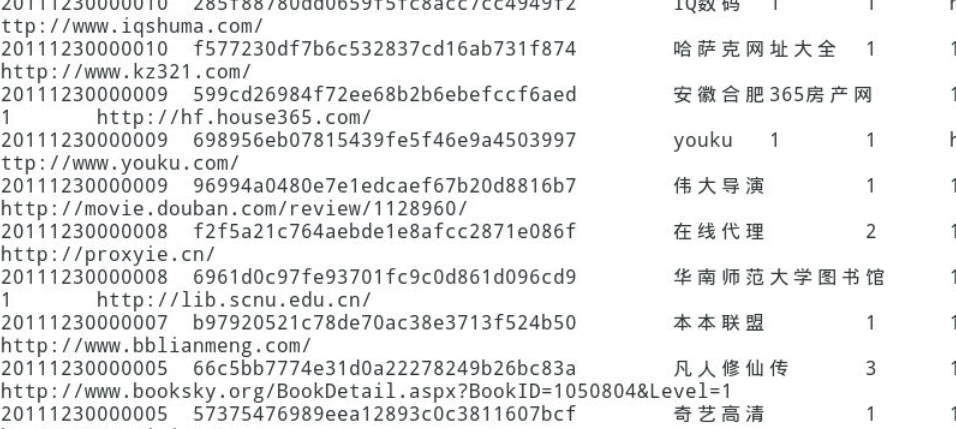 20111230000010 285f88780dd0659f5fc8acc7cc4949f2 IQ数码 1 1 h
ttp://www.iqshuma.com/
20111230000010 f577230df7b6c532837cd16ab731f874 哈萨克网址大全 1 1
http://www.kz321.com/
20111230000009 599cd26984f72ee68b2b6ebefccf6aed 安徽合肥365房产网 1
1 http://hf.house365.com/
20111230000009 698956eb07815439fe5f46e9a4503997 youku 1 1 h
ttp://www.youku.com/
20111230000009 96994a0480e7e1edcaef67b20d8816b7 伟大导演 1 1
http://movie.douban.com/review/1128960/
20111230000008 f2f5a21c764aebde1e8afcc2871e086f 在线代理 2 1
http://proxyie.cn/
20111230000008 6961d0c97fe93701fc9c0d861d096cd9 华南师范大学图书馆 1
1 http://lib.scnu.edu.cn/
20111230000007 b97920521c78de70ac38e3713f524b50 本本联盟 1 1
http://www.bblianmeng.com/
20111230000005 66c5bb7774e31d0a22278249b26bc83a 凡人修仙传 3 1
http://www.booksky.org/BookDetail.aspx?BookID=1050804&Level=1
20111230000005 57375476989eea12893c0c3811607bcf 奇艺高清 1 1